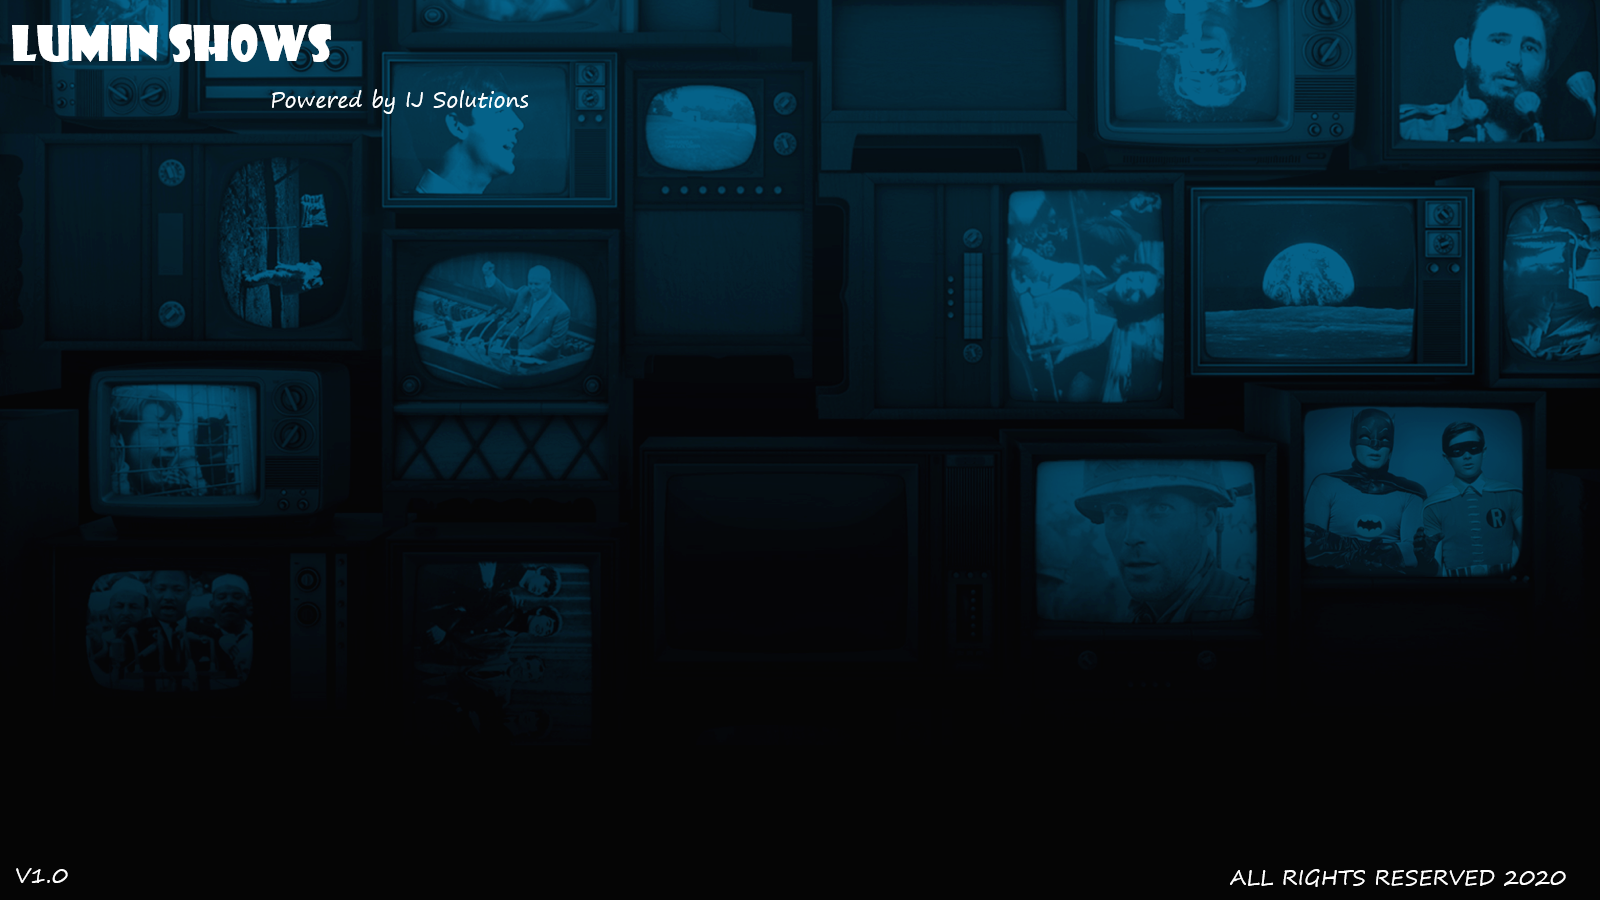 LUMIN SHOWS
Powered by IJ Solutions
R
V1.0
ALL RIGHTS RESERVED 2020